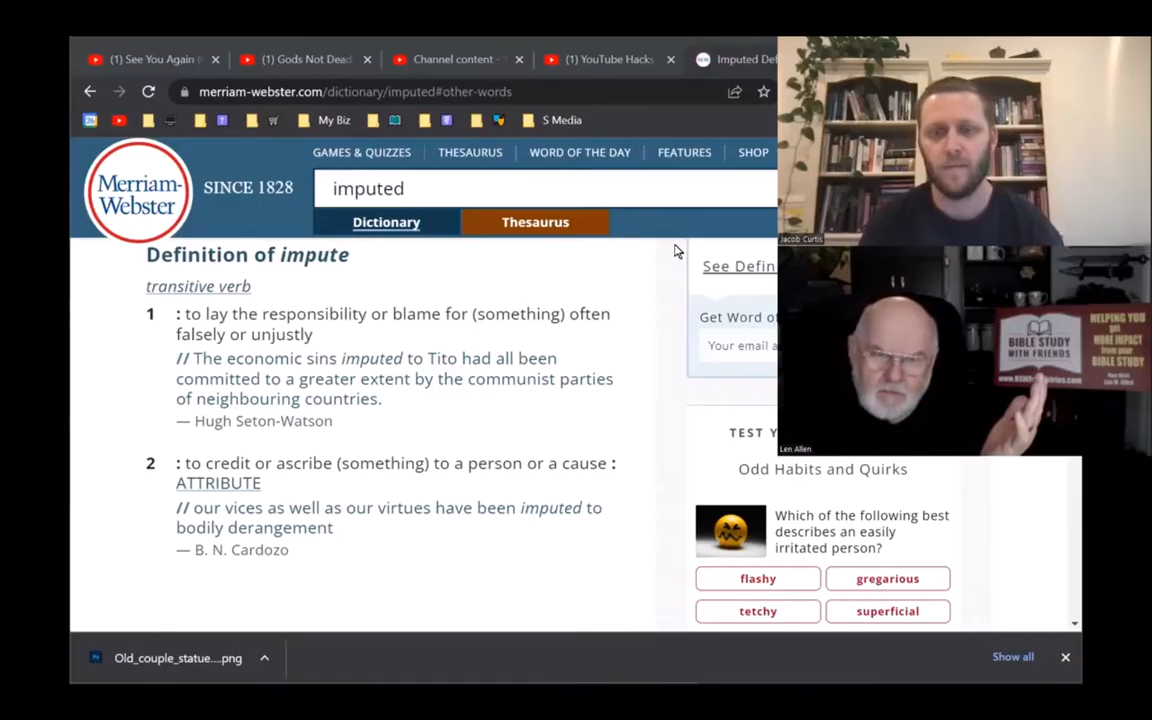 (1) See You Again
(1) Gods Not Dead
Channel content -
(1) YouTube Hacks
Imputed Def
merriam-webster.com/dictionary/imputed#other-words
My Biz
S Media
Merriam-
Webster
SINCE 1828
GAMES & QUIZZES
THESAURUS
WORD OF THE DAY
FEATURES
SHOP
imputed
Dictionary
Thesaurus
Definition of impute
transitive verb
1 : to lay the responsibility or blame for (something) often
falsely or unjustly
// The economic sins imputed to Tito had all been
committed to a greater extent by the communist parties
of neighbouring countries.
— Hugh Seton-Watson
2 : to credit or ascribe (something) to a person or a cause :
ATTRIBUTE
// our vices as well as our virtues have been imputed to
bodily derangement
— B. N. Cardozo
See Defin
Get Word of
Your email a
TEST Y
Odd Habits and Quirks
Which of the following best
describes an easily
irritated person?
flashy
gregarious
tetchy
superficial
Jacob Curtis
BIBLE STUDY
WITH FRIENDS
HELPING YOU
get
MORE IMPACT
from your
BIBLE STUDY
Len Allen
Old_couple_statue....png
Show all